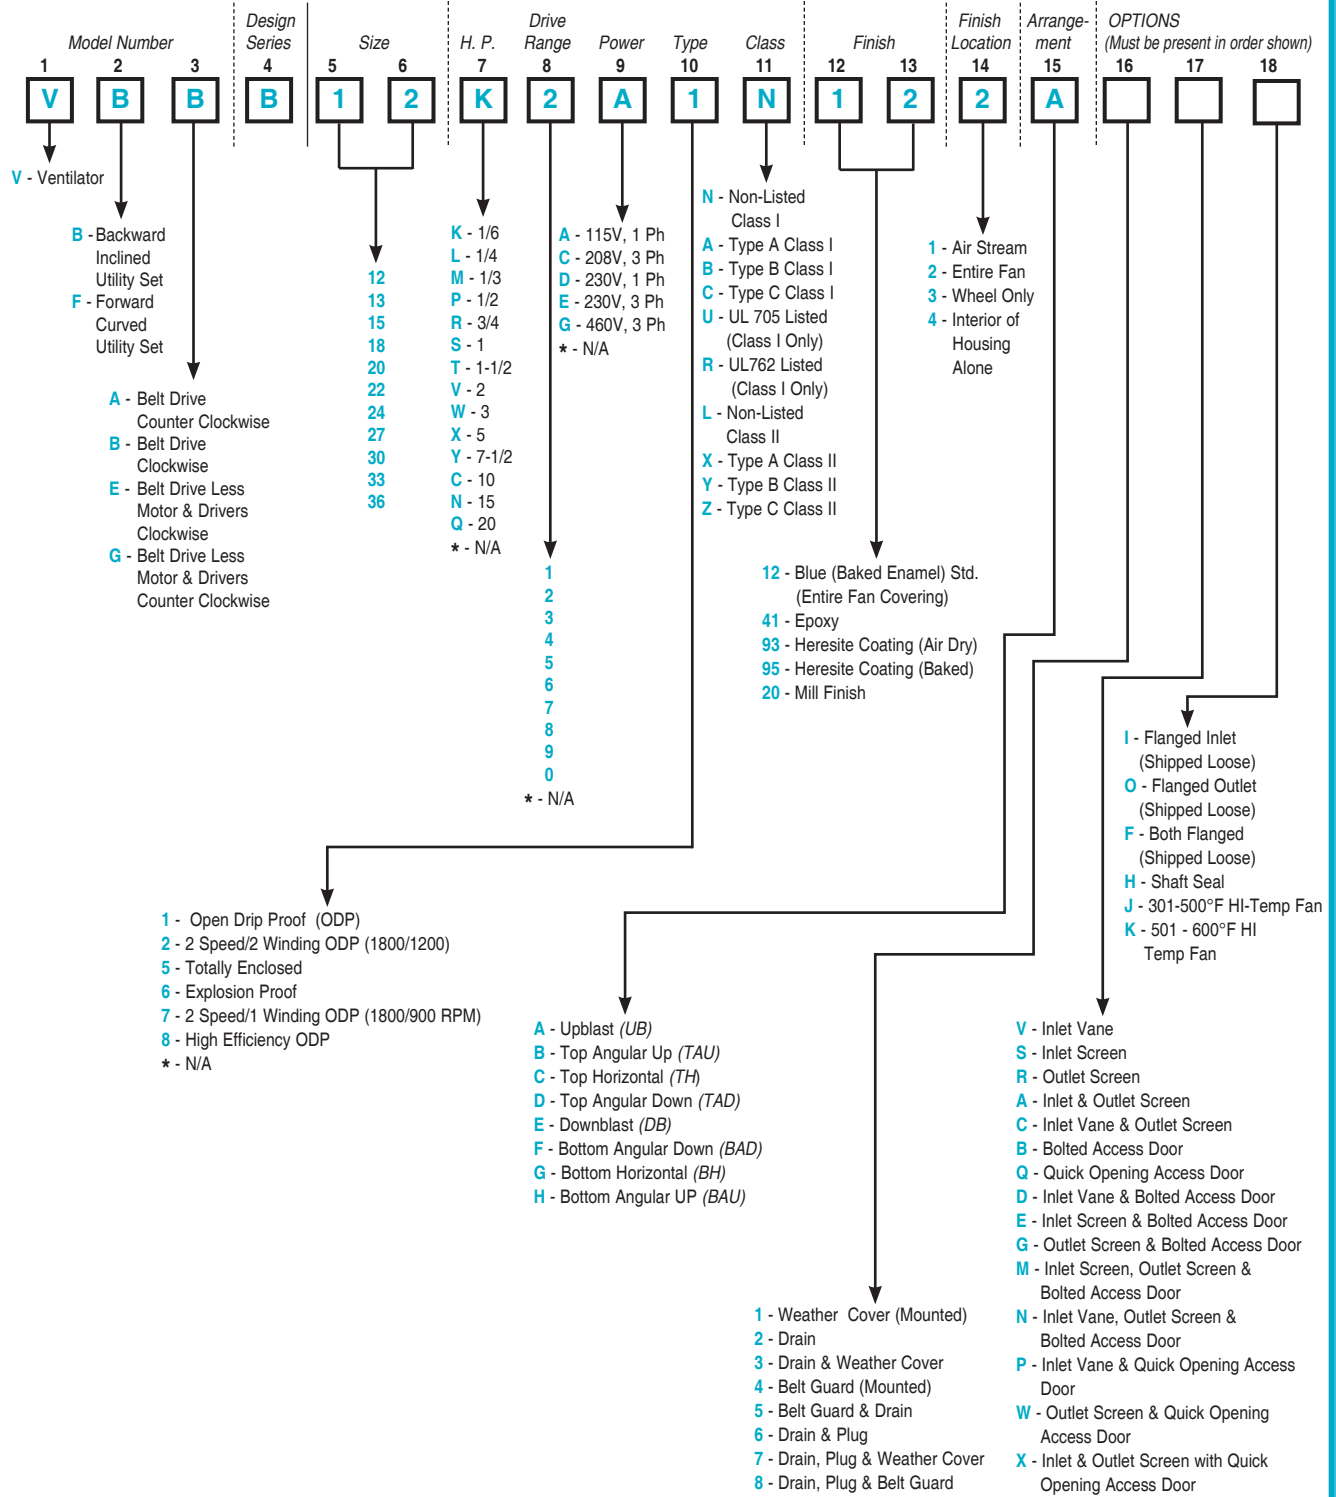 Model Number
Design
Series
Size
H. P.
Drive
Range
Power
Type
Class
Finish
Finish
Location
Arrange-
ment
OPTIONS
(Must be present in order shown)
1 2 3 4 5 6 7 8 9 10 11 12 13 14 15 16 17 18
V B B B 1 2 K 2 A 1 N 1 2 2 A
V - Ventilator
B - Backward
Inclined
Utility Set
F - Forward
Curved
Utility Set
A - Belt Drive
Counter Clockwise
B - Belt Drive
Clockwise
E - Belt Drive Less
Motor & Drivers
Clockwise
G - Belt Drive Less
Motor & Drivers
Counter Clockwise
12
13
15
18
20
22
24
27
30
33
36
K - 1/6
L - 1/4
M - 1/3
P - 1/2
R - 3/4
S - 1
T - 1-1/2
V - 2
W - 3
X - 5
Y - 7-1/2
C - 10
N - 15
Q - 20
* - N/A
1
2
3
4
5
6
7
8
9
0
* - N/A
A - 115V, 1 Ph
C - 208V, 3 Ph
D - 230V, 1 Ph
E - 230V, 3 Ph
G - 460V, 3 Ph
* - N/A
1 - Open Drip Proof (ODP)
2 - 2 Speed/2 Winding ODP (1800/1200)
5 - Totally Enclosed
6 - Explosion Proof
7 - 2 Speed/1 Winding ODP (1800/900 RPM)
8 - High Efficiency ODP
* - N/A
N - Non-Listed
Class I
A - Type A Class I
B - Type B Class I
C - Type C Class I
U - UL 705 Listed
(Class I Only)
R - UL762 Listed
(Class I Only)
L - Non-Listed
Class II
X - Type A Class II
Y - Type B Class II
Z - Type C Class II
12 - Blue (Baked Enamel) Std.
(Entire Fan Covering)
41 - Epoxy
93 - Heresite Coating (Air Dry)
95 - Heresite Coating (Baked)
20 - Mill Finish
1 - Air Stream
2 - Entire Fan
3 - Wheel Only
4 - Interior of
Housing
Alone
A - Upblast (UB)
B - Top Angular Up (TAU)
C - Top Horizontal (TH)
D - Top Angular Down (TAD)
E - Downblast (DB)
F - Bottom Angular Down (BAD)
G - Bottom Horizontal (BH)
H - Bottom Angular UP (BAU)
1 - Weather Cover (Mounted)
2 - Drain
3 - Drain & Weather Cover
4 - Belt Guard (Mounted)
5 - Belt Guard & Drain
6 - Drain & Plug
7 - Drain, Plug & Weather Cover
8 - Drain, Plug & Belt Guard
V - Inlet Vane
S - Inlet Screen
R - Outlet Screen
A - Inlet & Outlet Screen
C - Inlet Vane & Outlet Screen
B - Bolted Access Door
Q - Quick Opening Access Door
D - Inlet Vane & Bolted Access Door
E - Inlet Screen & Bolted Access Door
G - Outlet Screen & Bolted Access Door
M - Inlet Screen, Outlet Screen &
Bolted Access Door
N - Inlet Vane, Outlet Screen &
Bolted Access Door
P - Inlet Vane & Quick Opening Access
Door
W - Outlet Screen & Quick Opening
Access Door
X - Inlet & Outlet Screen with Quick
Opening Access Door
I - Flanged Inlet
(Shipped Loose)
O - Flanged Outlet
(Shipped Loose)
F - Both Flanged
(Shipped Loose)
H - Shaft Seal
J - 301-500°F HI-Temp Fan
K - 501 - 600°F HI
Temp Fan